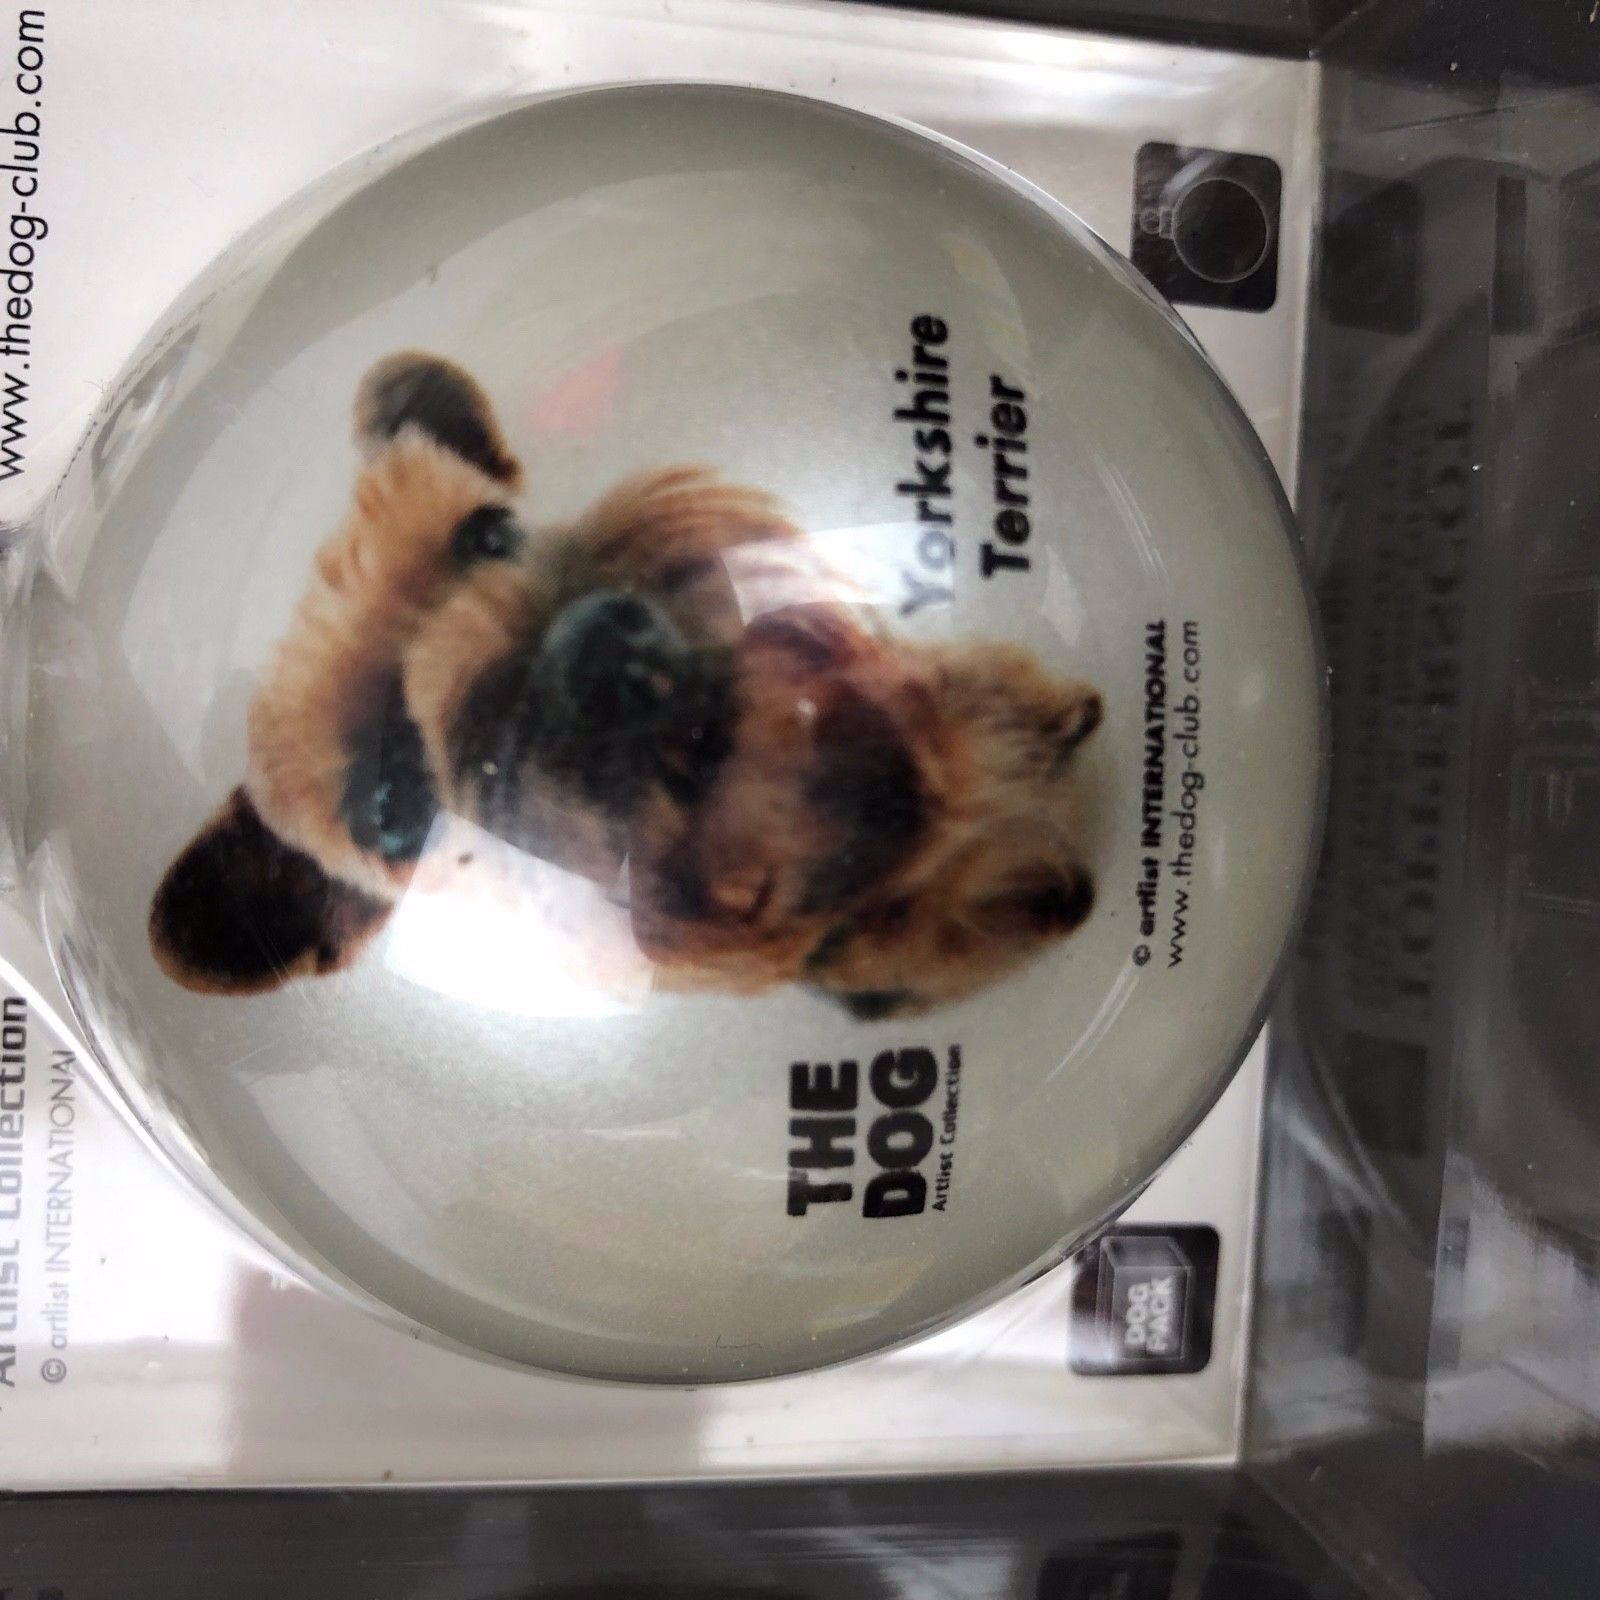 Artlist Collection
© artlist INTERNATIONAL
www.thedog-club.com
THE
DOG
Artlist Collection
Yorkshire
Terrier
© artlist INTERNATIONAL
www.thedog-club.com
DOG
PACK